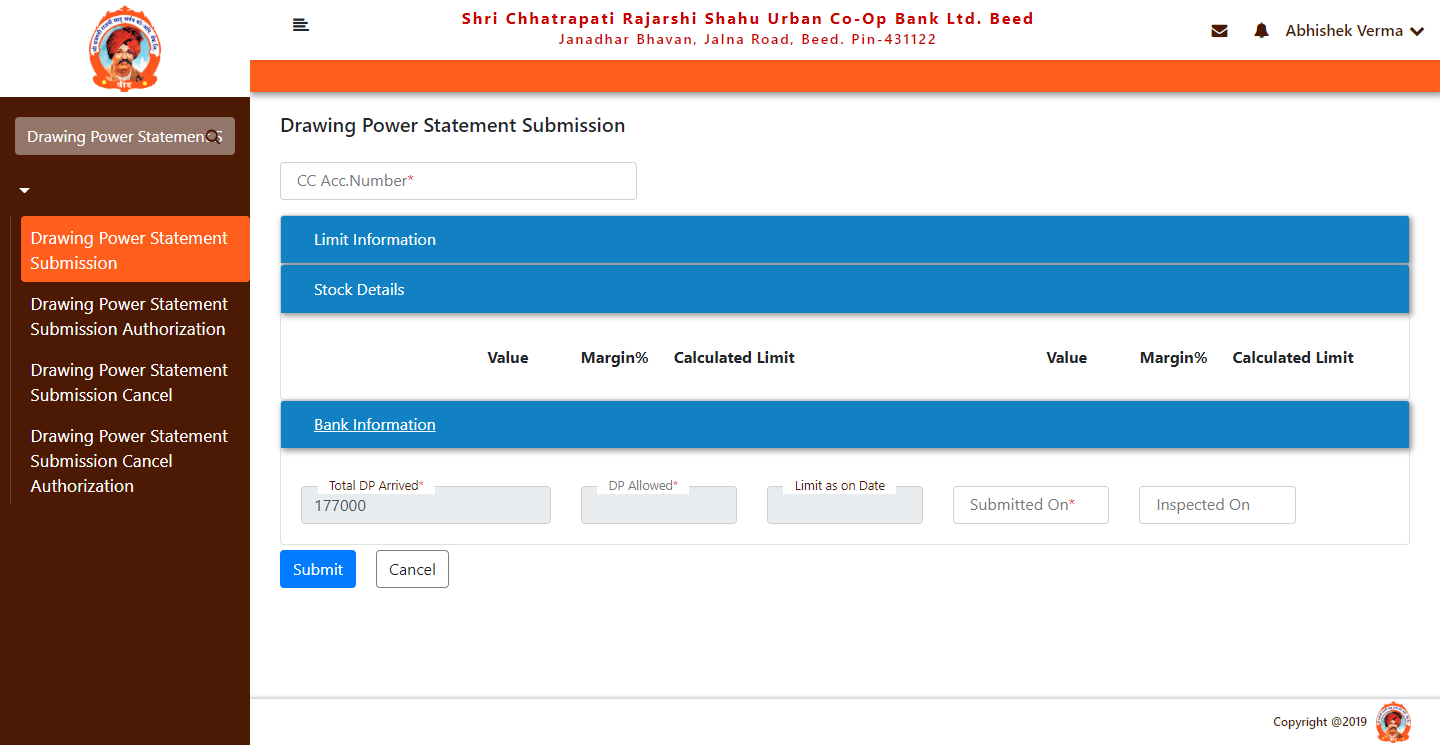 Shri Chhatrapati Rajarshi Shahu Urban Co-Op Bank Ltd. Beed
Janadhar Bhavan, Jalna Road, Beed. Pin-431122
Abhishek Verma
Drawing Power Statement S
Drawing Power Statement
Submission
Drawing Power Statement
Submission Authorization
Drawing Power Statement
Submission Cancel
Drawing Power Statement
Submission Cancel
Authorization
Drawing Power Statement Submission
CC Acc.Number*
Limit Information
Stock Details
Value Margin% Calculated Limit Value Margin% Calculated Limit
Bank Information
Total DP Arrived* DP Allowed* Limit as on Date
177000 Submitted On* Inspected On
Submit Cancel
Copyright @2019